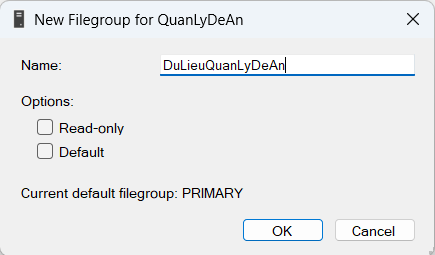 New Filegroup for QuanLyDeAn
Name:
DuLieuQuanLyDeAn
Options:
Read-only
Default
Current default filegroup: PRIMARY
OK
Cancel